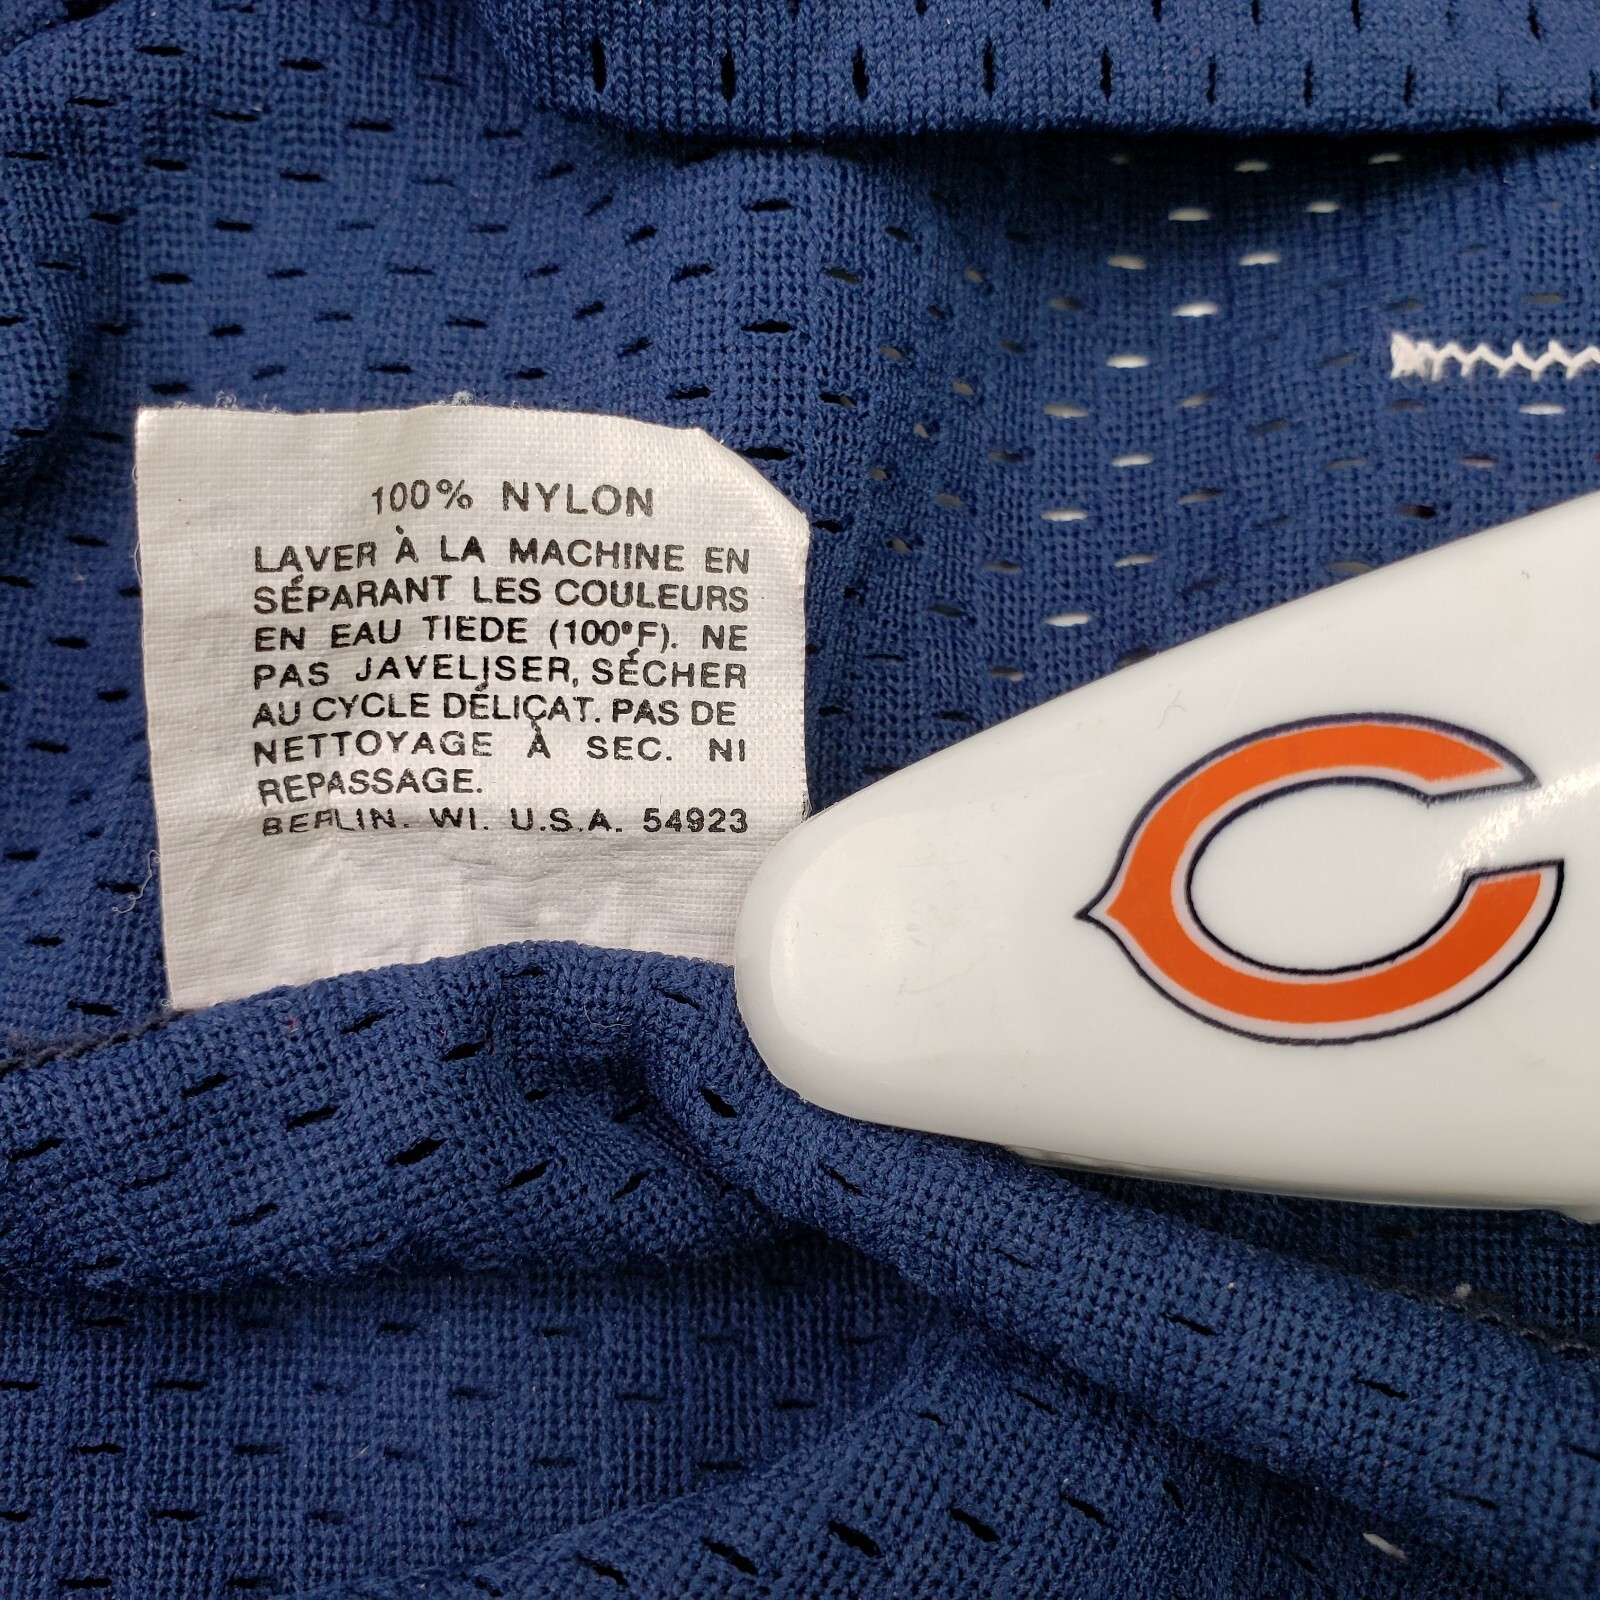 100% NYLON
LAVER À LA MACHINE EN
SÉPARANT LES COULEURS
EN EAU TIEDE (100°F). NE
PAS JAVELISER, SÉCHER
AU CYCLE DÉLIÇAT. PAS DE
NETTOYAGE À SEC. NI
REPASSAGE.
BERLIN. WI. U.S.A. 54923